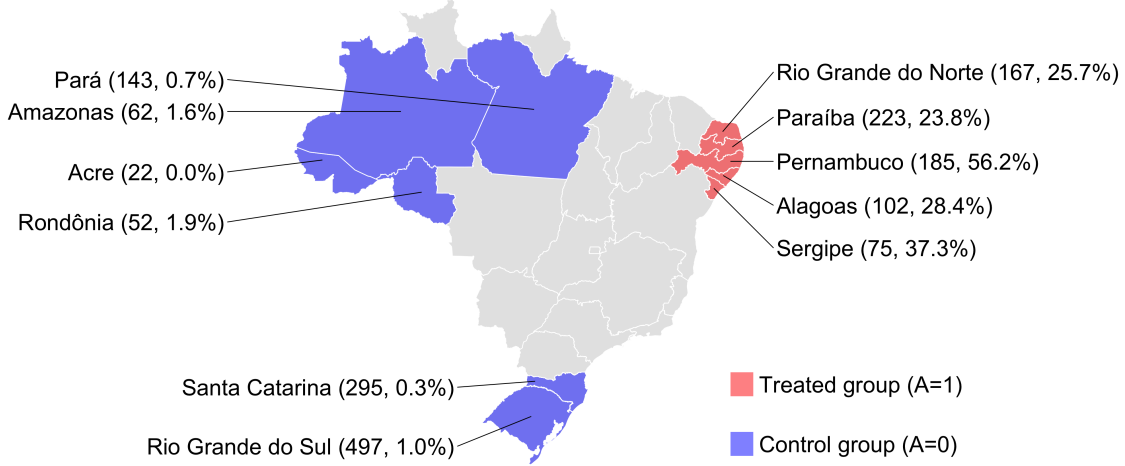 Pará (143, 0.7%)
Amazonas (62, 1.6%)
Acre (22, 0.0%)
Rondônia (52, 1.9%)
Rio Grande do Norte (167, 25.7%)
Paraíba (223, 23.8%)
Pernambuco (185, 56.2%)
Alagoas (102, 28.4%)
Sergipe (75, 37.3%)
Santa Catarina (295, 0.3%)
Rio Grande do Sul (497, 1.0%)
Treated group (A=1)
Control group (A=0)